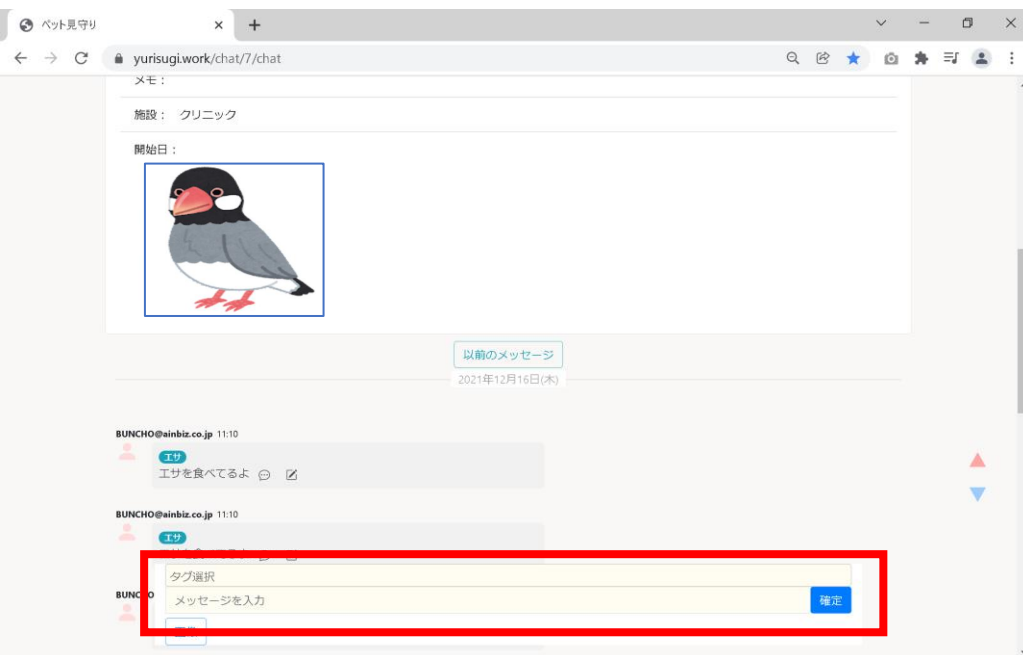 ペット見守り
yurisugi.work/chat/7/chat
メモ：
施設： クリニック
開始日：
以前のメッセージ
2021年12月16日(木)
BUNCHO@ainbiz.co.jp 11:10
エサ
エサを食べてるよ
BUNCHO@ainbiz.co.jp 11:10
エサ
タグ選択
メッセージを入力
確定